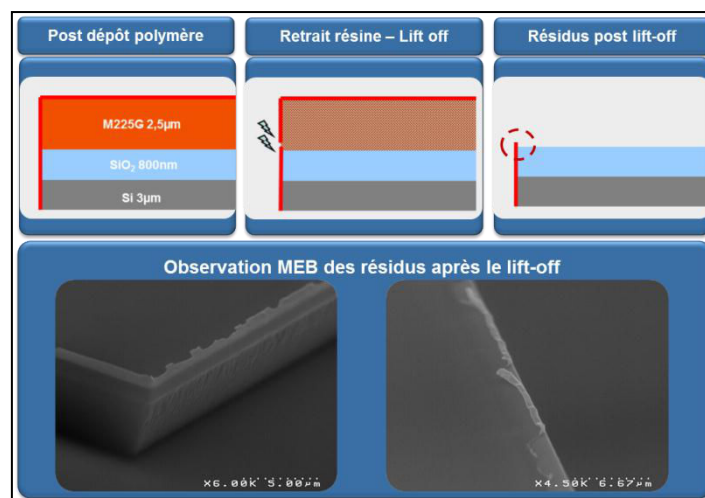 Post dépôt polymère
Retrait résine – Lift off
Résidus post lift-off
M225G 2,5µm
SiO₂ 800nm
Si 3µm
Observation MEB des résidus après le lift-off
X6.00K 5.00µm
X4.50K 6.67µm